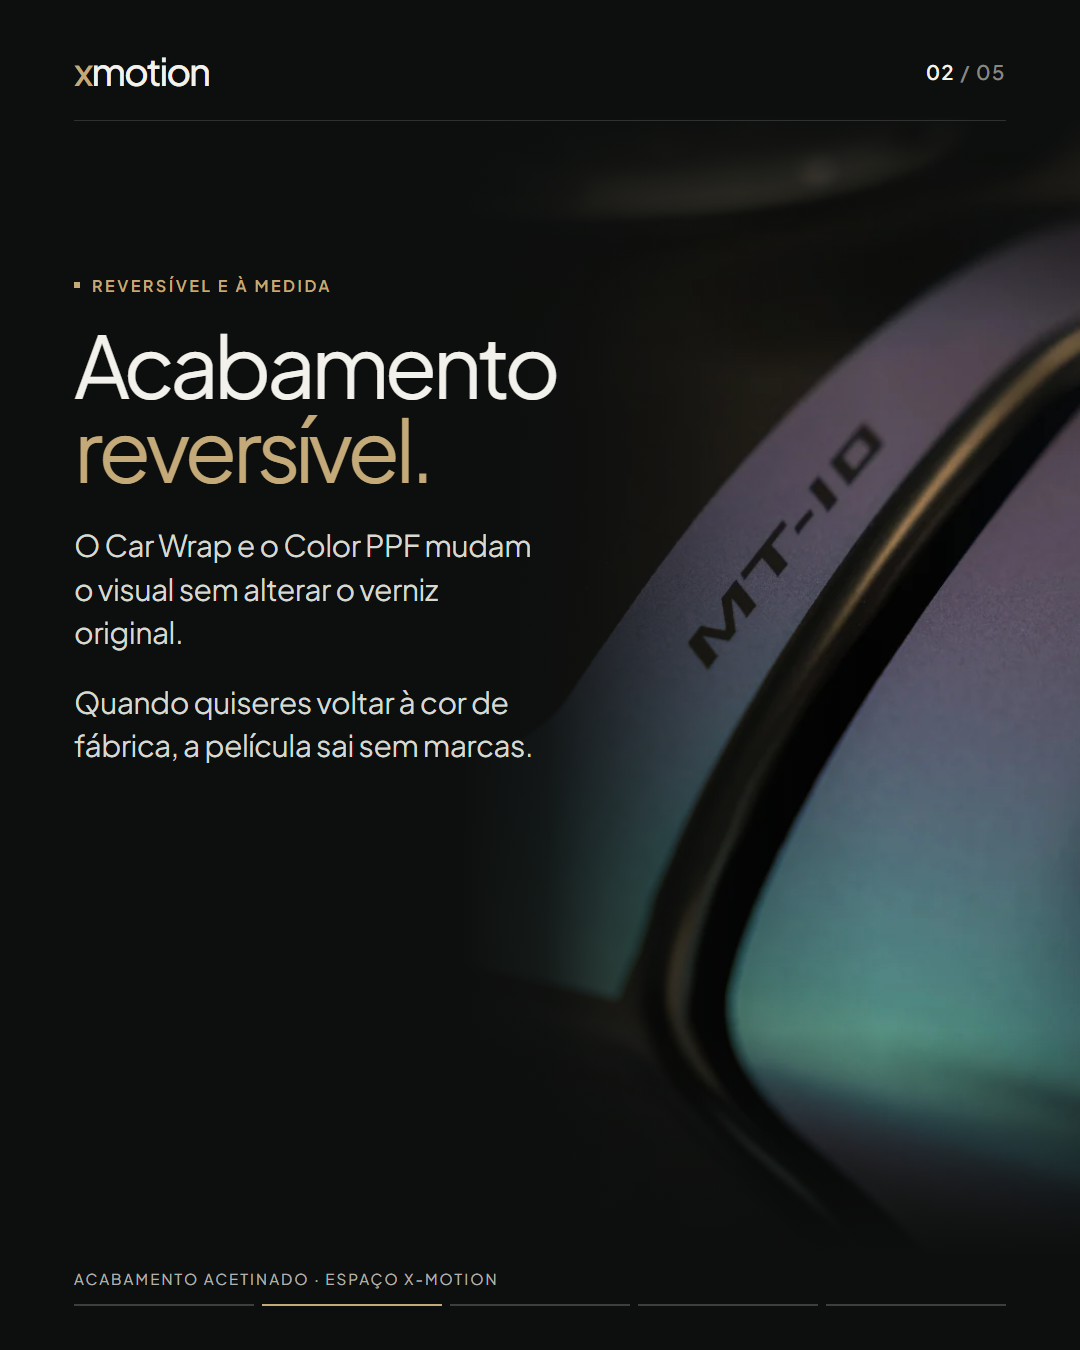 xmotion
02 / 05
REVERSÍVEL E À MEDIDA
Acabamento
reversível.
O Car Wrap e o Color PPF mudam
o visual sem alterar o verniz
original.
Quando quiseres voltar à cor de
fábrica, a película sai sem marcas.
MT-10
ACABAMENTO ACETINADO · ESPAÇO X-MOTION